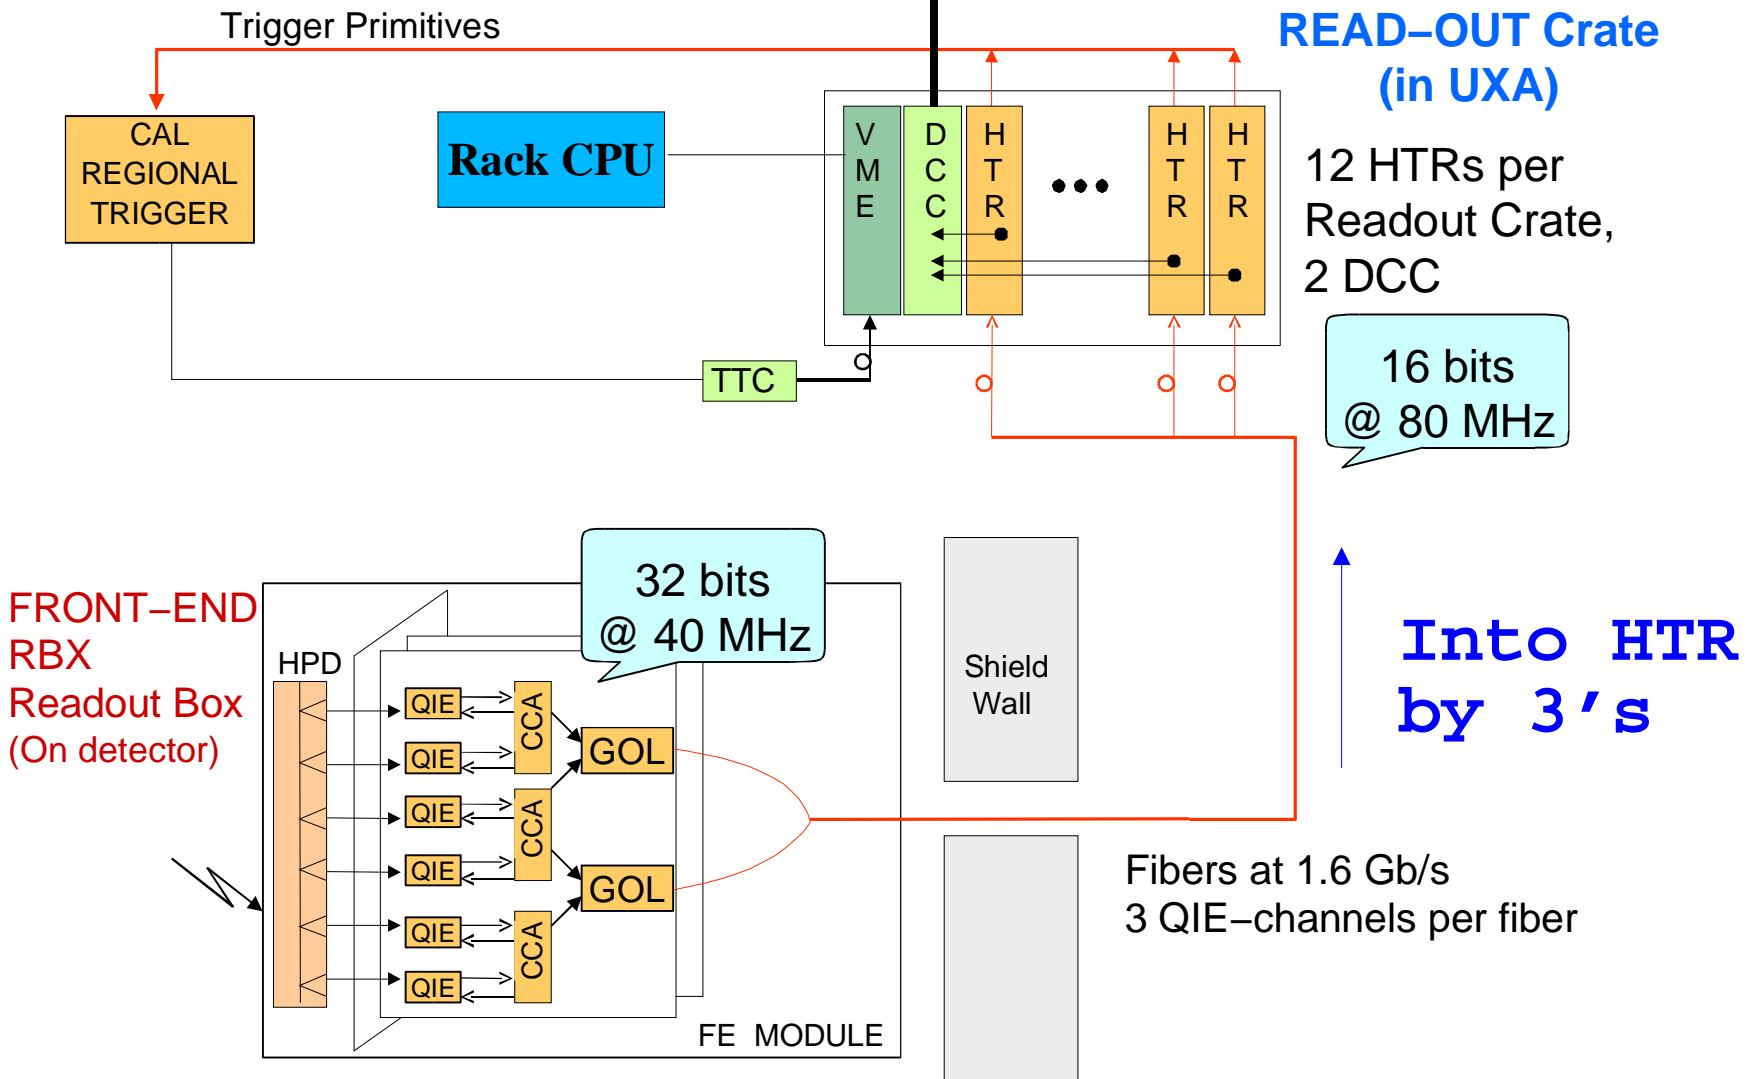 Trigger Primitives
READ−OUT Crate
(in UXA)
CAL
REGIONAL
TRIGGER
Rack CPU
V
M
E
D
C
C
H
T
R
H
T
R
H
T
R
12 HTRs per
Readout Crate,
2 DCC
TTC
16 bits
@ 80 MHz
32 bits
@ 40 MHz
FRONT−END
RBX
Readout Box
(On detector)
HPD
QIE
QIE
QIE
QIE
QIE
QIE
CCA
CCA
CCA
GOL
GOL
FE MODULE
Shield
Wall
Into HTR
by 3's
Fibers at 1.6 Gb/s
3 QIE−channels per fiber